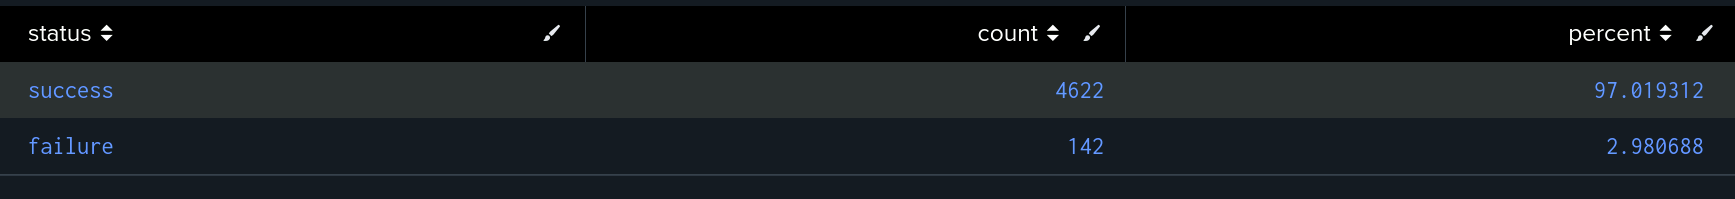 status count percent
success 4622 97.019312
failure 142 2.980688